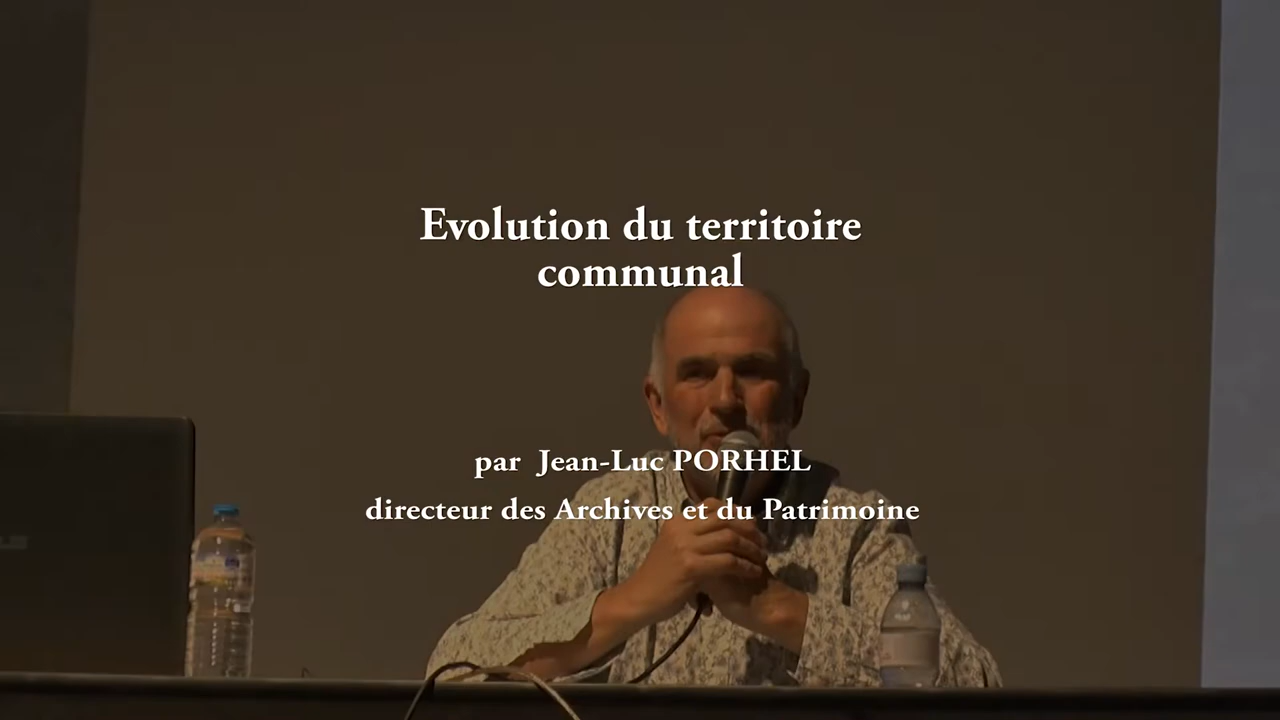 Evolution du territoire
communal
par Jean-Luc PORHEL
directeur des Archives et du Patrimoine